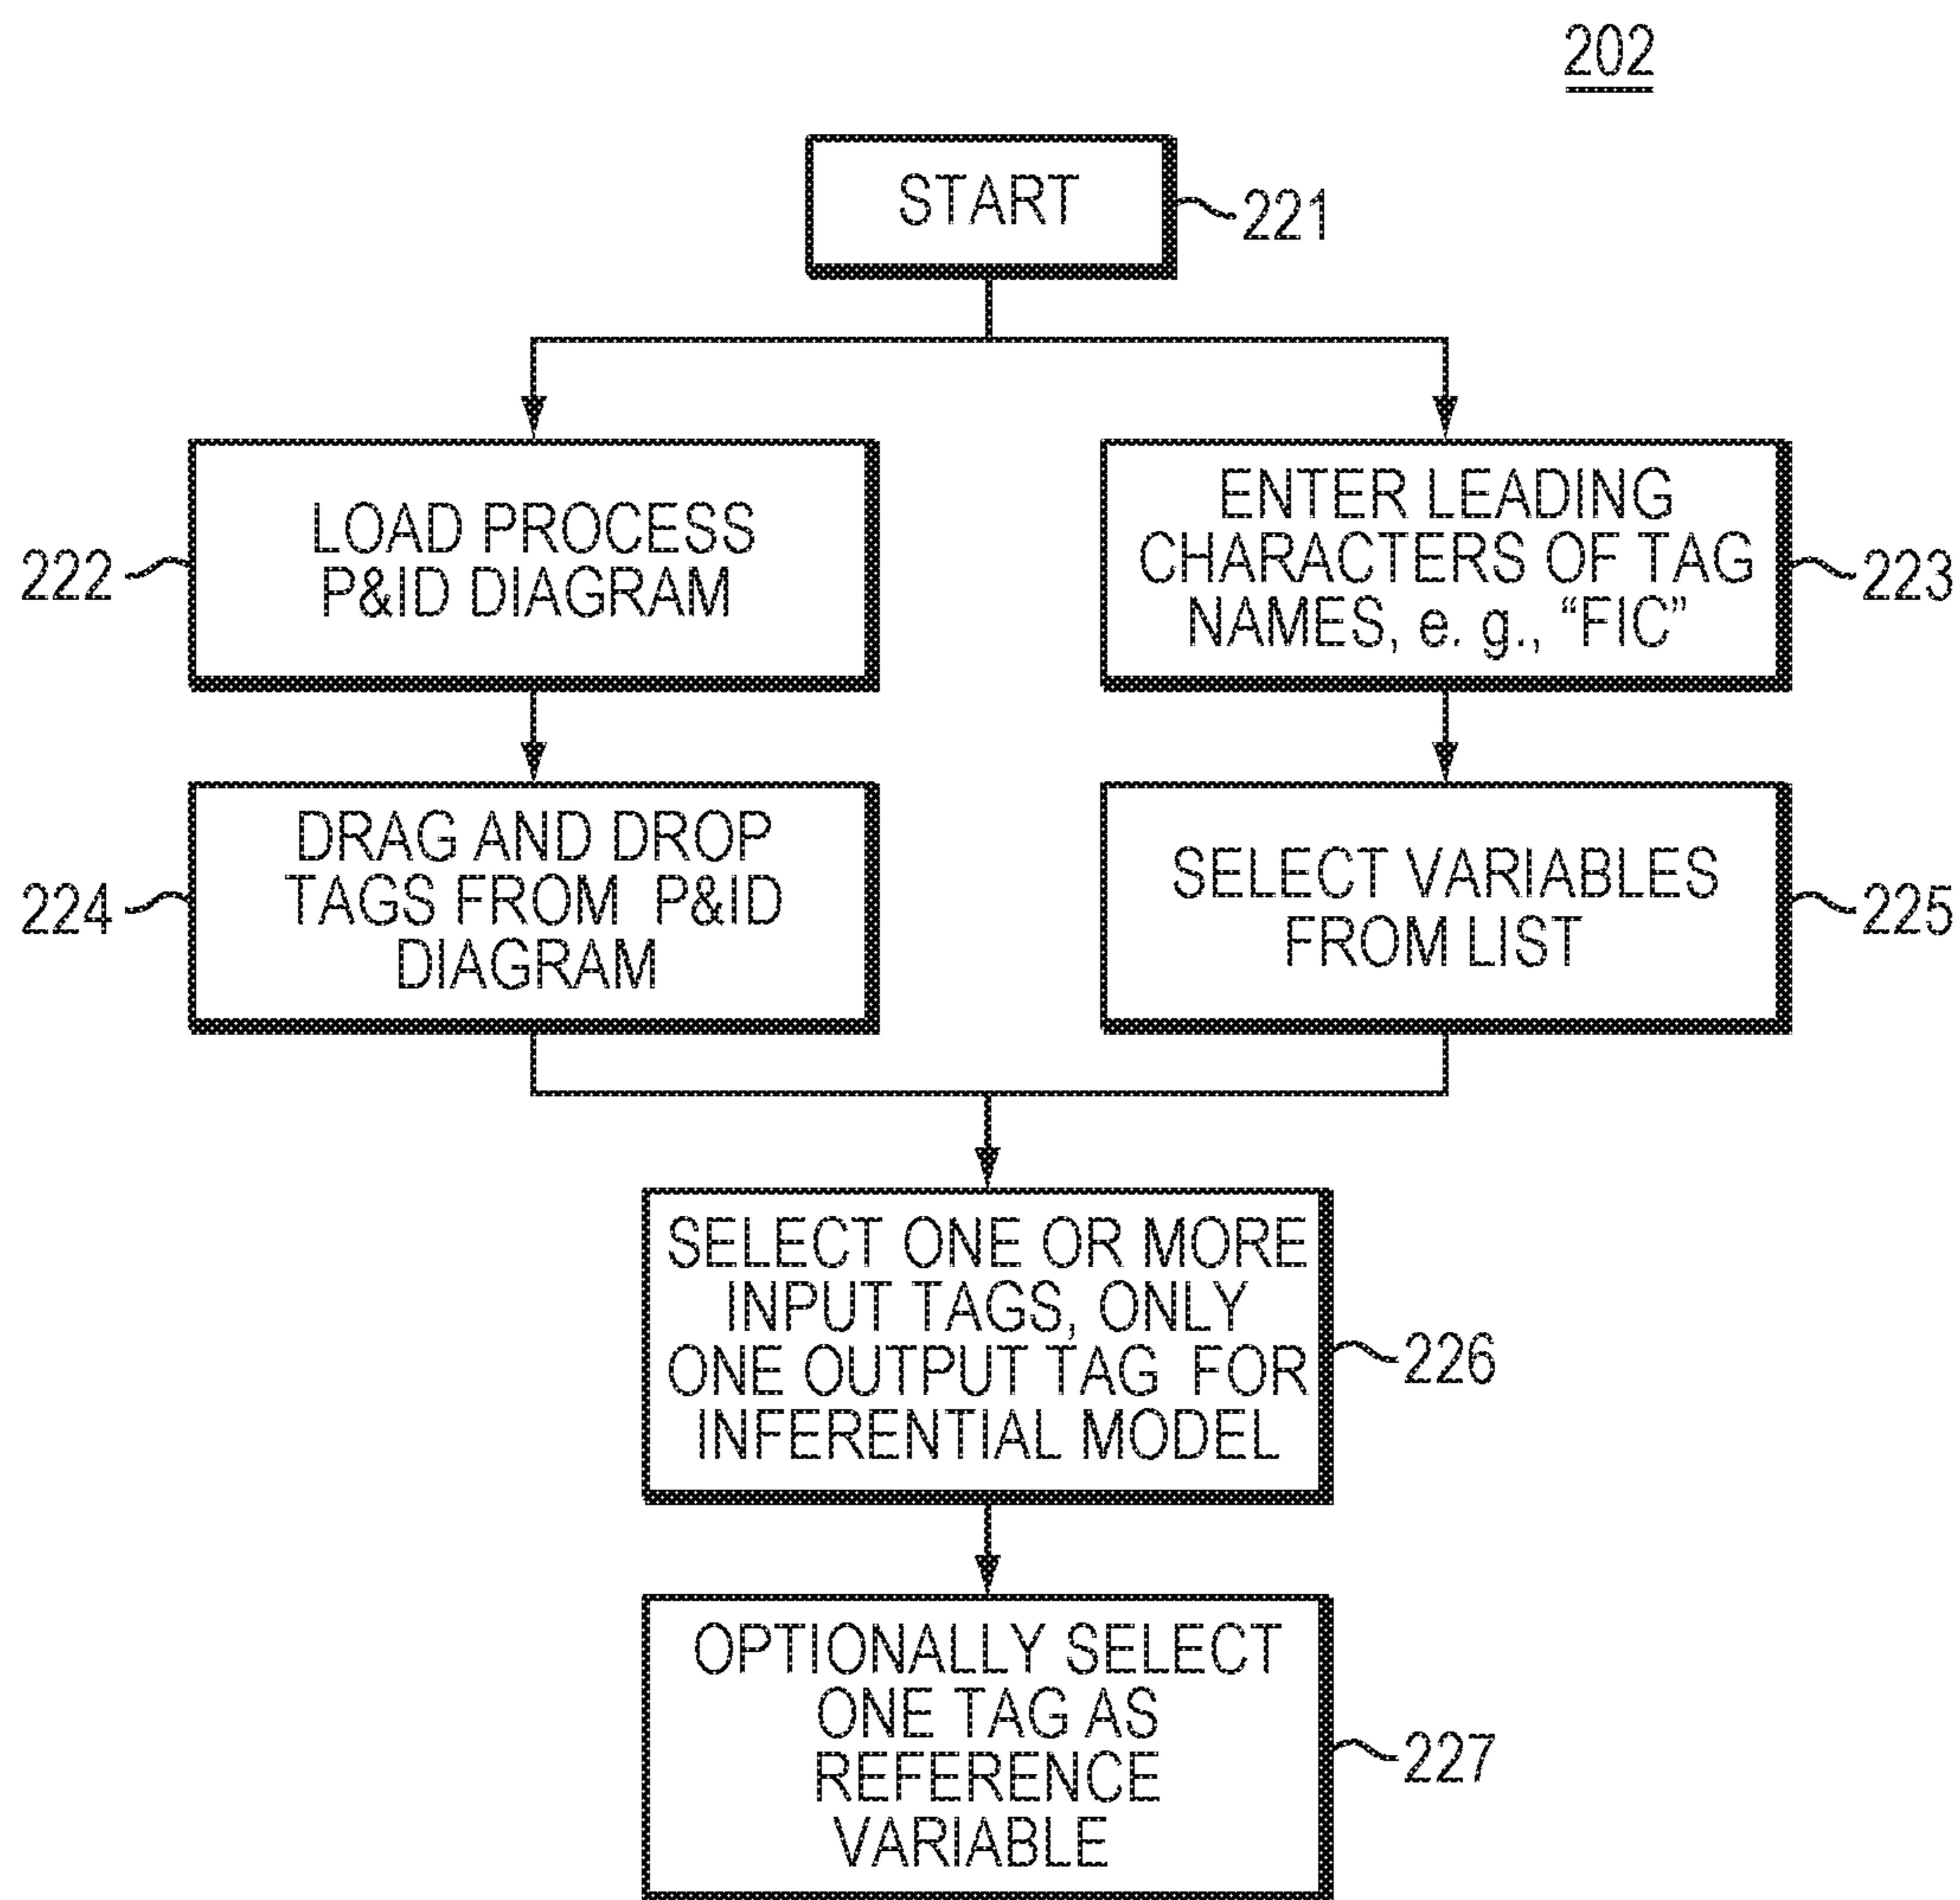 202
START
221
LOAD PROCESS
P&ID DIAGRAM
222
ENTER LEADING
CHARACTERS OF TAG
NAMES, e. g., “FIC”
223
DRAG AND DROP
TAGS FROM P&ID
DIAGRAM
224
SELECT VARIABLES
FROM LIST
225
SELECT ONE OR MORE
INPUT TAGS, ONLY
ONE OUTPUT TAG FOR
INFERENTIAL MODEL
226
OPTIONALLY SELECT
ONE TAG AS
REFERENCE
VARIABLE
227